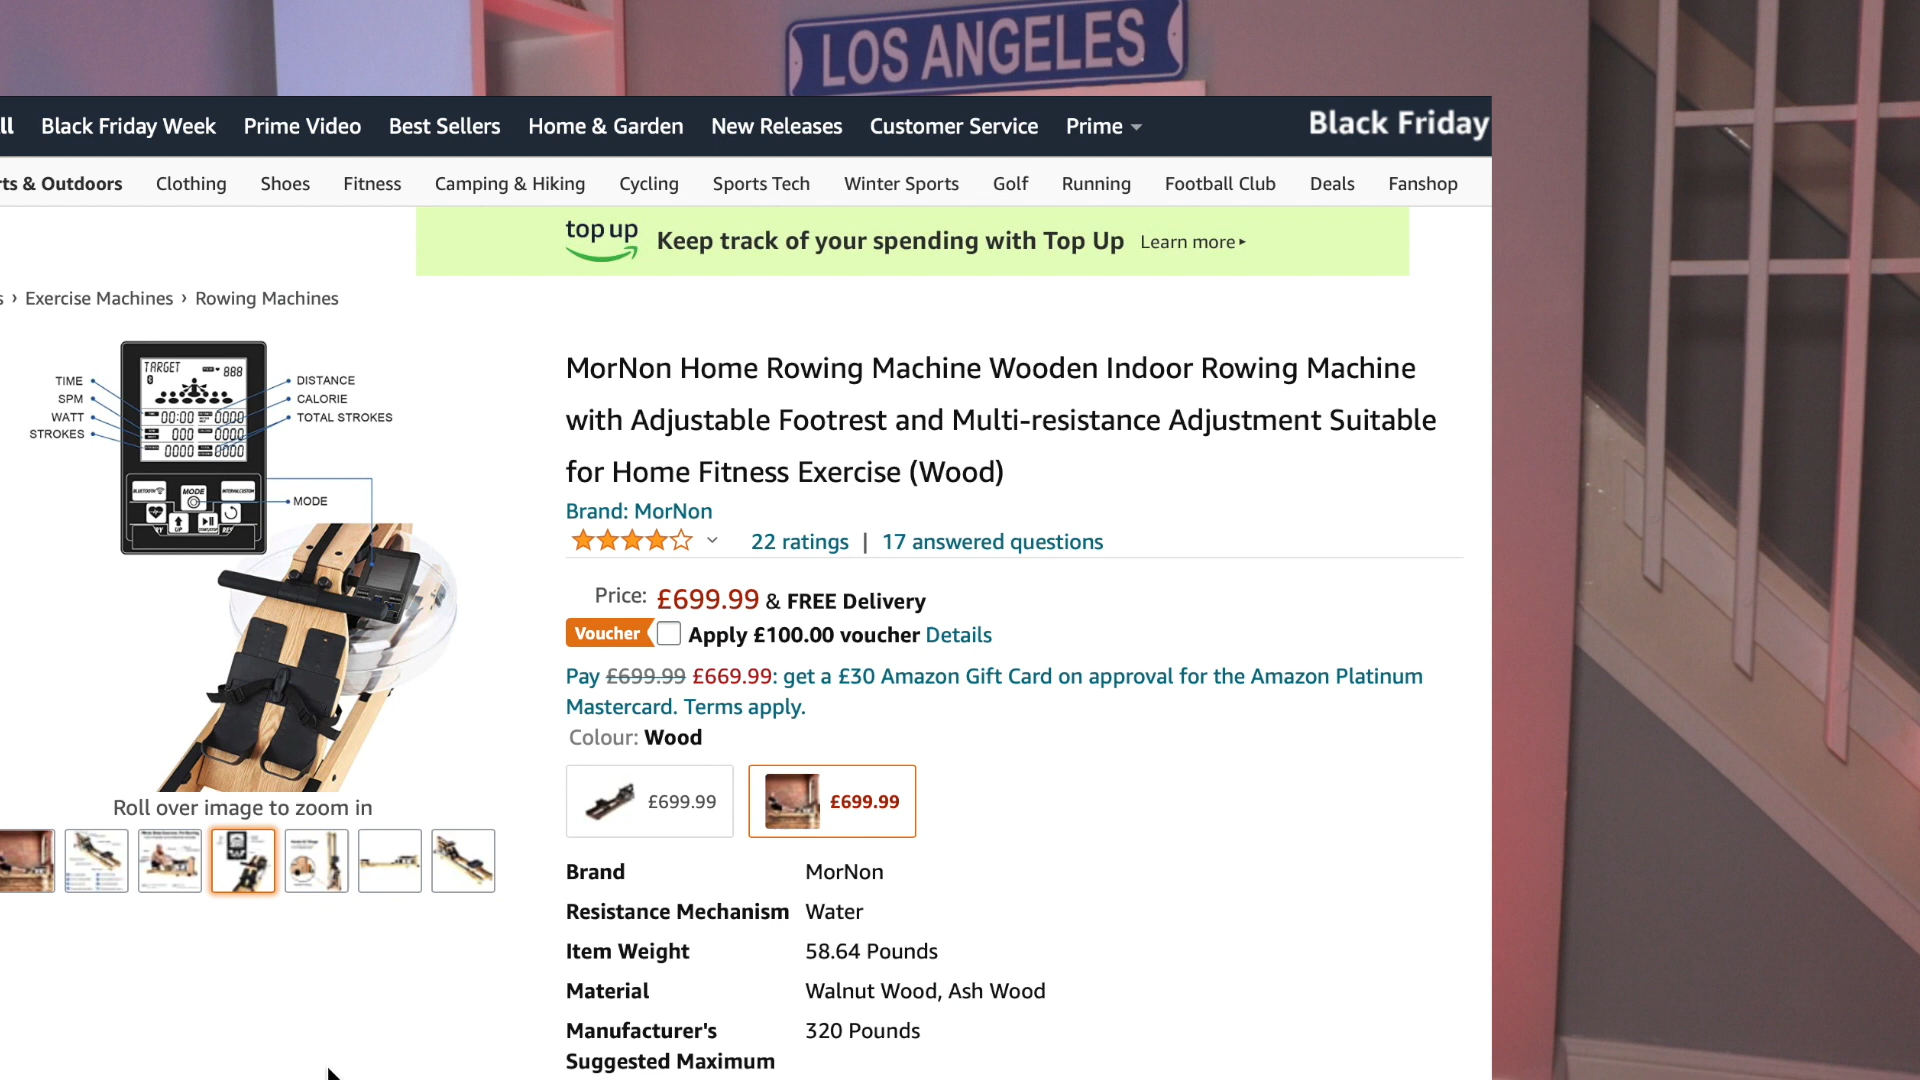 LOS ANGELES
ll Black Friday Week Prime Video Best Sellers Home & Garden New Releases Customer Service Prime Black Friday
ts & Outdoors Clothing Shoes Fitness Camping & Hiking Cycling Sports Tech Winter Sports Golf Running Football Club Deals Fanshop
top up Keep track of your spending with Top Up Learn more ▸
s › Exercise Machines › Rowing Machines
TARGET
888
TIME
SPM
WATT
STROKES
DISTANCE
CALORIE
TOTAL STROKES
00:00 0000
000 0000
0000 0000
BLUETOOTH MODE
MODE
UP
MorNon Home Rowing Machine Wooden Indoor Rowing Machine
with Adjustable Footrest and Multi-resistance Adjustment Suitable
for Home Fitness Exercise (Wood)
Brand: MorNon
22 ratings | 17 answered questions
Price: £699.99 & FREE Delivery
Voucher Apply £100.00 voucher Details
Pay £699.99 £669.99: get a £30 Amazon Gift Card on approval for the Amazon Platinum
Mastercard. Terms apply.
Colour: Wood
£699.99 £699.99
Roll over image to zoom in
Brand MorNon
Resistance Mechanism Water
Item Weight 58.64 Pounds
Material Walnut Wood, Ash Wood
Manufacturer's 320 Pounds
Suggested Maximum